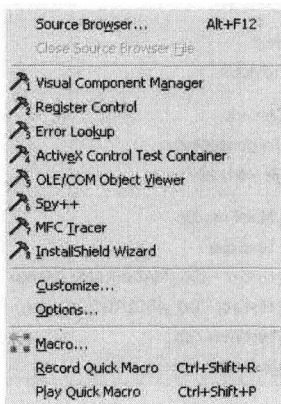 Source Browser... Alt+F12
Close Source Browser File
Visual Component Manager
Register Control
Error Lookup
ActiveX Control Test Container
OLE/COM Object Viewer
Spy++
MFC Tracer
InstallShield Wizard
Customize...
Options...
Macro...
Record Quick Macro Ctrl+Shift+R
Play Quick Macro Ctrl+Shift+P